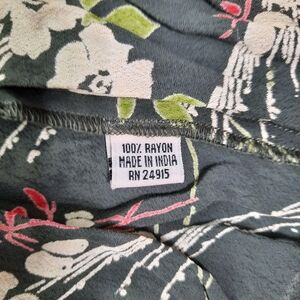 100% RAYON
MADE IN INDIA
RN 24915